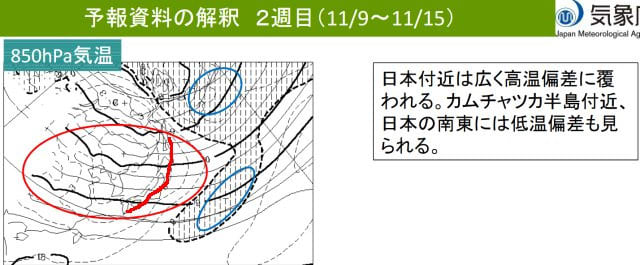 予報資料の解釈 2週目(11/9～11/15)
気象庁
Japan Meteorological Ag
850hPa気温
日本付近は広く高温偏差に覆
われる。カムチャツカ半島付近、
日本の南東には低温偏差も見
られる。